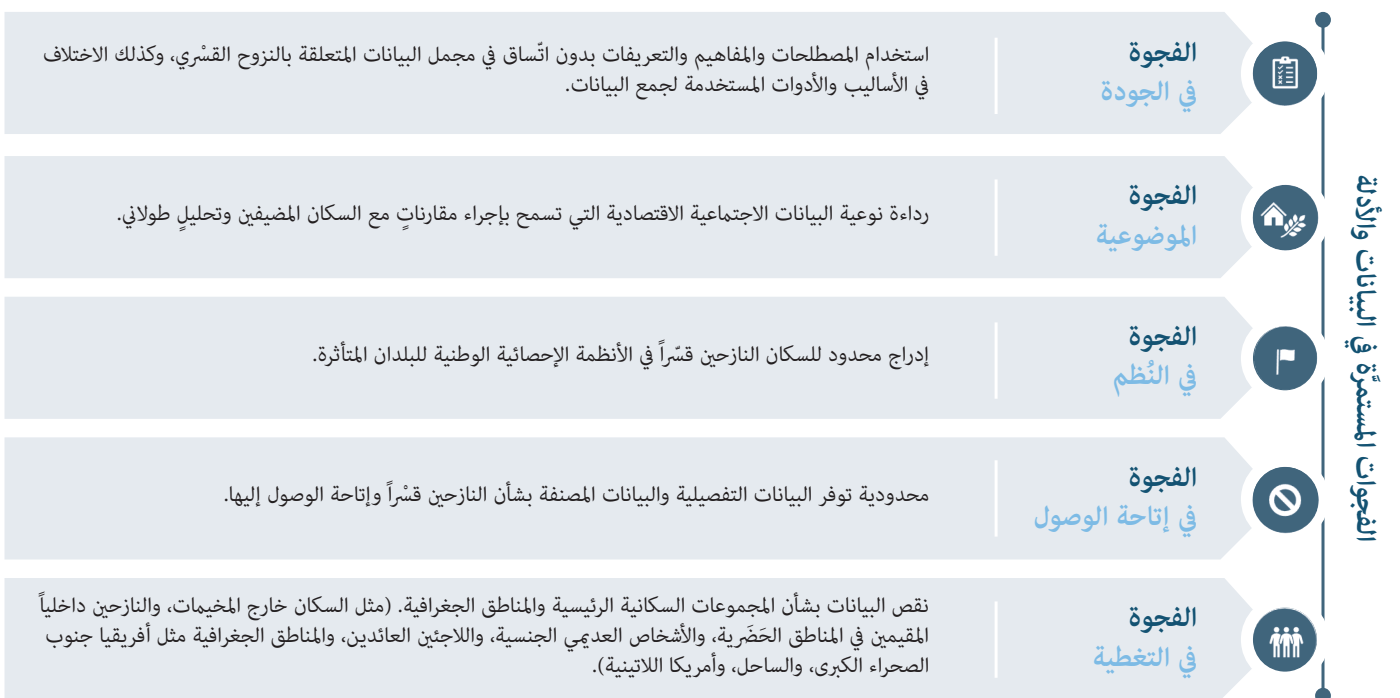 الفجوات المستمرَّة في البيانات والأدلة
الفجوة
في الجودة
استخدام المصطلحات والمفاهيم والتعريفات بدون اتّساق في مجمل البيانات المتعلقة بالنزوح القسْري، وكذلك الاختلاف
في الأساليب والأدوات المستخدمة لجمع البيانات.
الفجوة
الموضوعية
رداءة نوعية البيانات الاجتماعية الاقتصادية التي تسمح بإجراء مقارناتٍ مع السكان المضيفين وتحليلٍ طولاني.
الفجوة
في النُظم
إدراج محدود للسكان النازحين قسّراً في الأنظمة الإحصائية الوطنية للبلدان المتأثرة.
الفجوة
في إتاحة الوصول
محدودية توفر البيانات التفصيلية والبيانات المصنفة بشأن النازحين قسْراً وإتاحة الوصول إليها.
الفجوة
في التغطية
نقص البيانات بشأن المجموعات السكانية الرئيسية والمناطق الجغرافية. (مثل السكان خارج المخيمات، والنازحين داخلياً
المقيمين في المناطق الحَضَرية، والأشخاص العديمي الجنسية، واللاجئين العائدين، والمناطق الجغرافية مثل أفريقيا جنوب
الصحراء الكبرى، والساحل، وأمريكا اللاتينية).